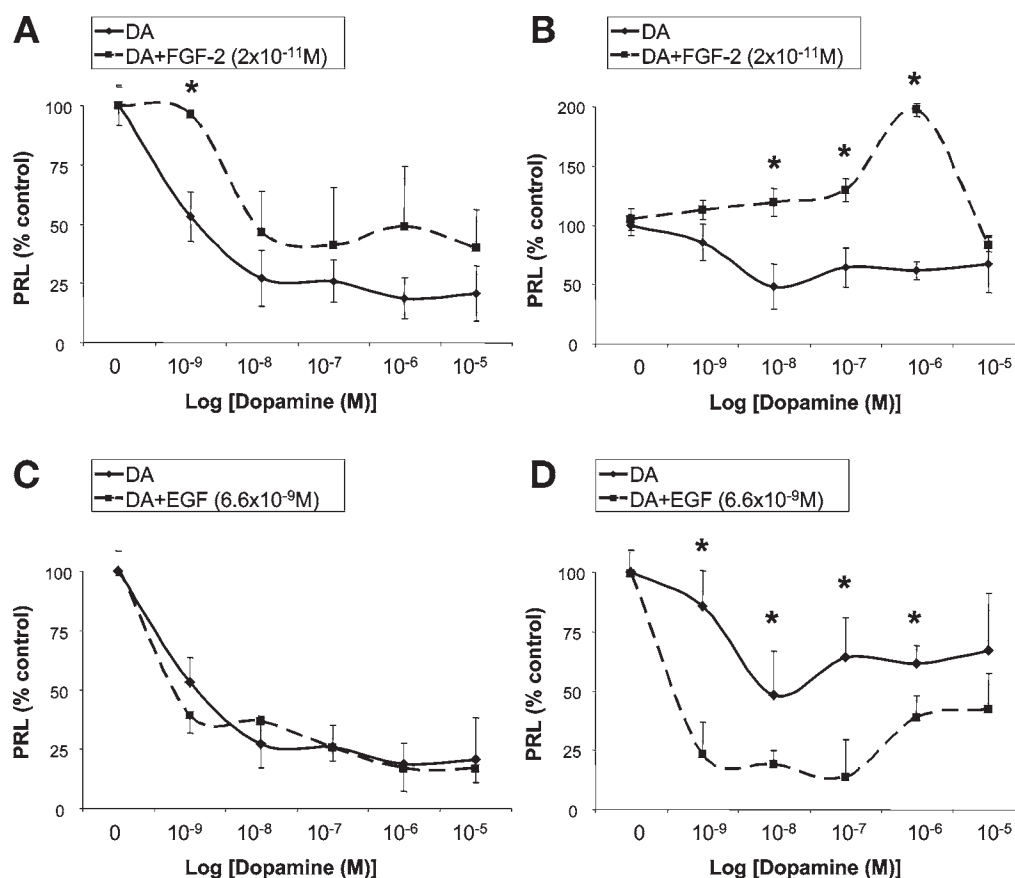 A
DA
DA+FGF-2 (2x10⁻¹¹M)
*
100
75
50
25
0
PRL (% control)
0 10⁻⁹ 10⁻⁸ 10⁻⁷ 10⁻⁶ 10⁻⁵
Log [Dopamine (M)]
B
DA
DA+FGF-2 (2x10⁻¹¹M)
* * *
200
150
100
50
0
PRL (% control)
0 10⁻⁹ 10⁻⁸ 10⁻⁷ 10⁻⁶ 10⁻⁵
Log [Dopamine (M)]
C
DA
DA+EGF (6.6x10⁻⁹M)
100
75
50
25
0
PRL (% control)
0 10⁻⁹ 10⁻⁸ 10⁻⁷ 10⁻⁶ 10⁻⁵
Log [Dopamine (M)]
D
DA
DA+EGF (6.6x10⁻⁹M)
* * * *
100
75
50
25
0
PRL (% control)
0 10⁻⁹ 10⁻⁸ 10⁻⁷ 10⁻⁶ 10⁻⁵
Log [Dopamine (M)]